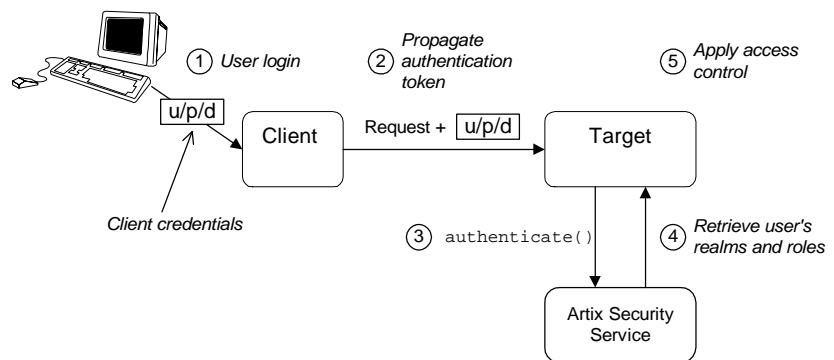 1 User login
2 Propagate
authentication
token
5 Apply access
control
u/p/d
Client
Request + u/p/d
Target
Client credentials
3 authenticate()
4 Retrieve user's
realms and roles
Artix Security
Service